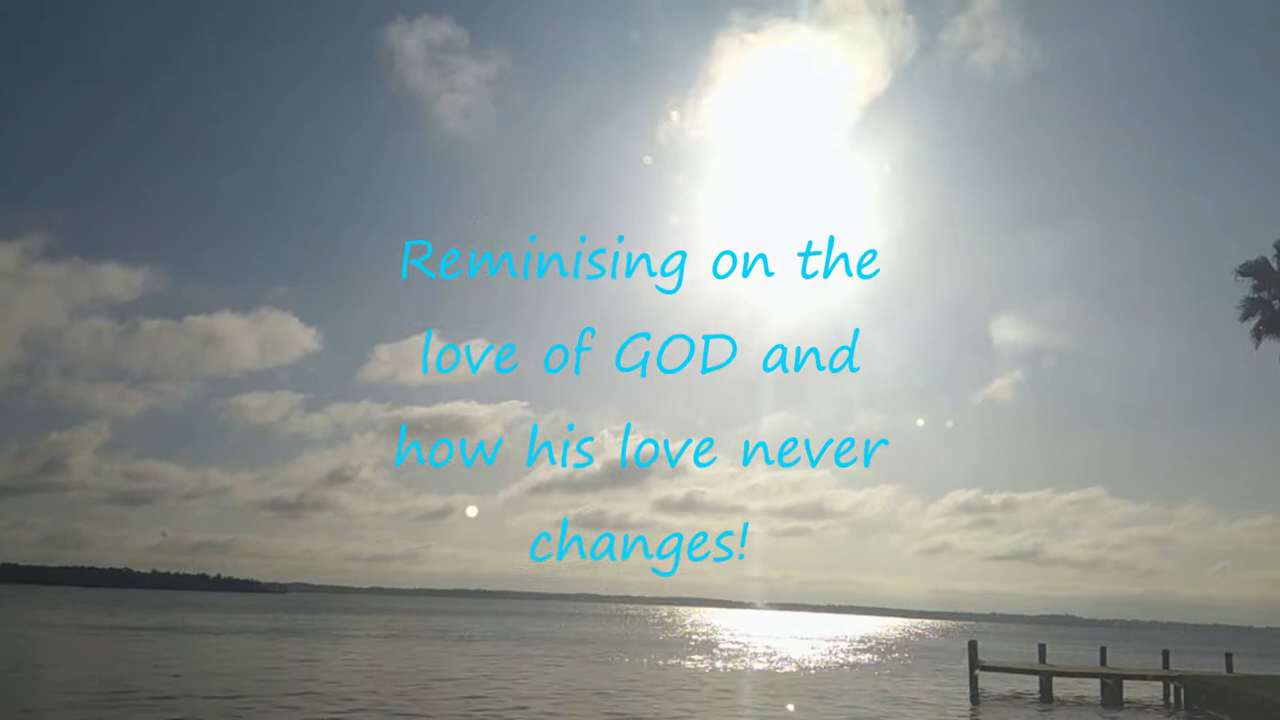 Reminising on the
love of GOD and
how his love never
changes!